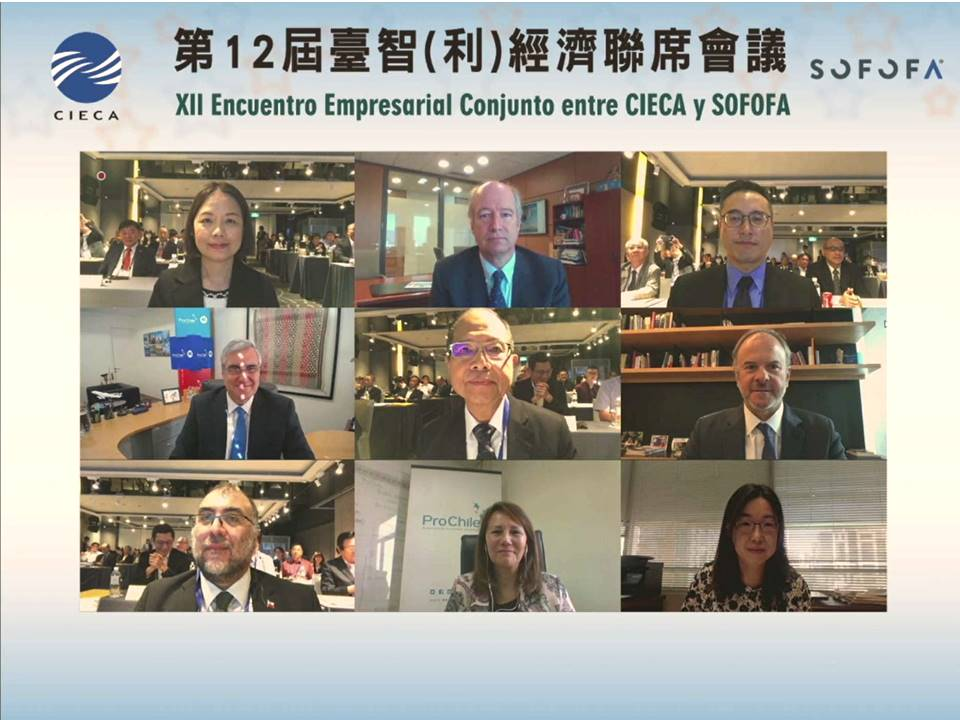 第12屆臺智(利)經濟聯席會議
CIECA
SOFOFA
XII Encuentro Empresarial Conjunto entre CIECA y SOFOFA
ProChile